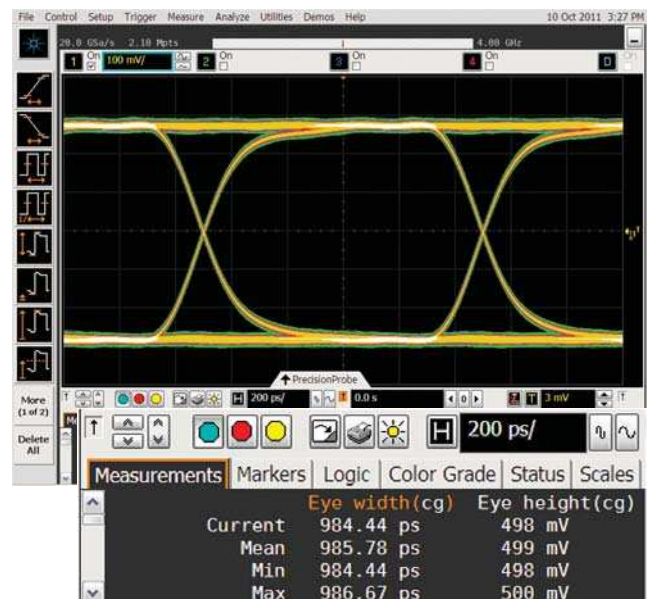 File Control Setup Trigger Measure Analyze Utilities Demos Help 10 Oct 2011 3:27 PM
20.0 GSa/s 2.10 Mpts 4.00 GHz
1 On 100 mV/ 2 On 3 On 4 On D On
More
(1 of 2)
Delete
All
PrecisionProbe
H 200 ps/ 0.0 s 0 T 3 mV
H 200 ps/
Measurements Markers Logic Color Grade Status Scales
Eye width(cg) Eye height(cg)
Current 984.44 ps 498 mV
Mean 985.78 ps 499 mV
Min 984.44 ps 498 mV
Max 986.67 ps 500 mV